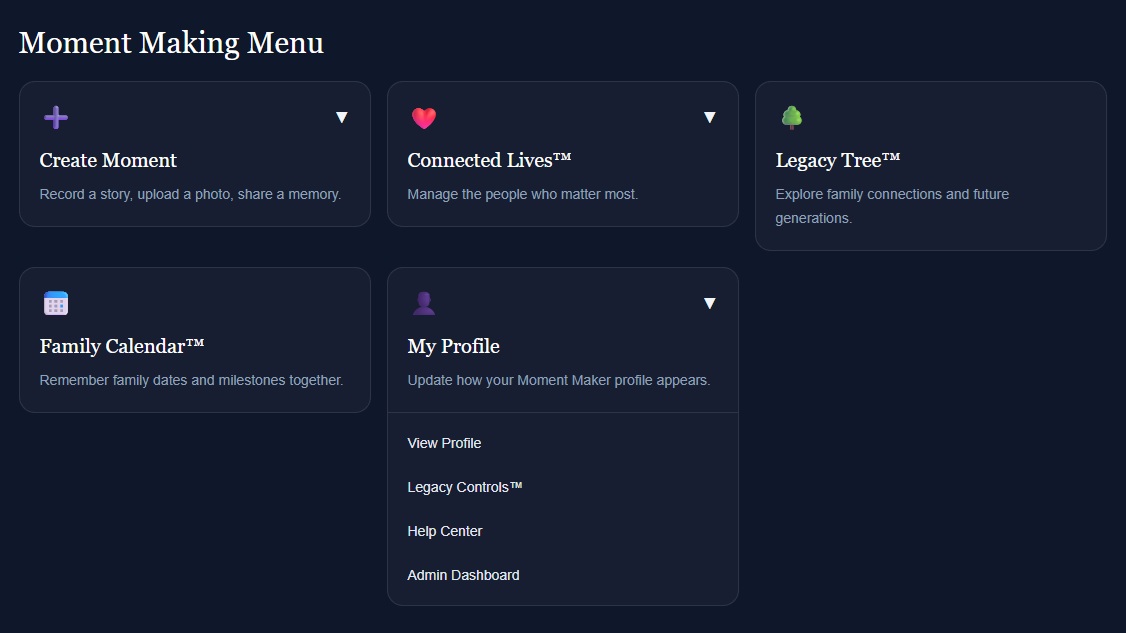 Moment Making Menu
▼
Create Moment
Record a story, upload a photo, share a memory.
▼
Connected Lives™
Manage the people who matter most.
Legacy Tree™
Explore family connections and future
generations.
Family Calendar™
Remember family dates and milestones together.
▼
My Profile
Update how your Moment Maker profile appears.
View Profile
Legacy Controls™
Help Center
Admin Dashboard